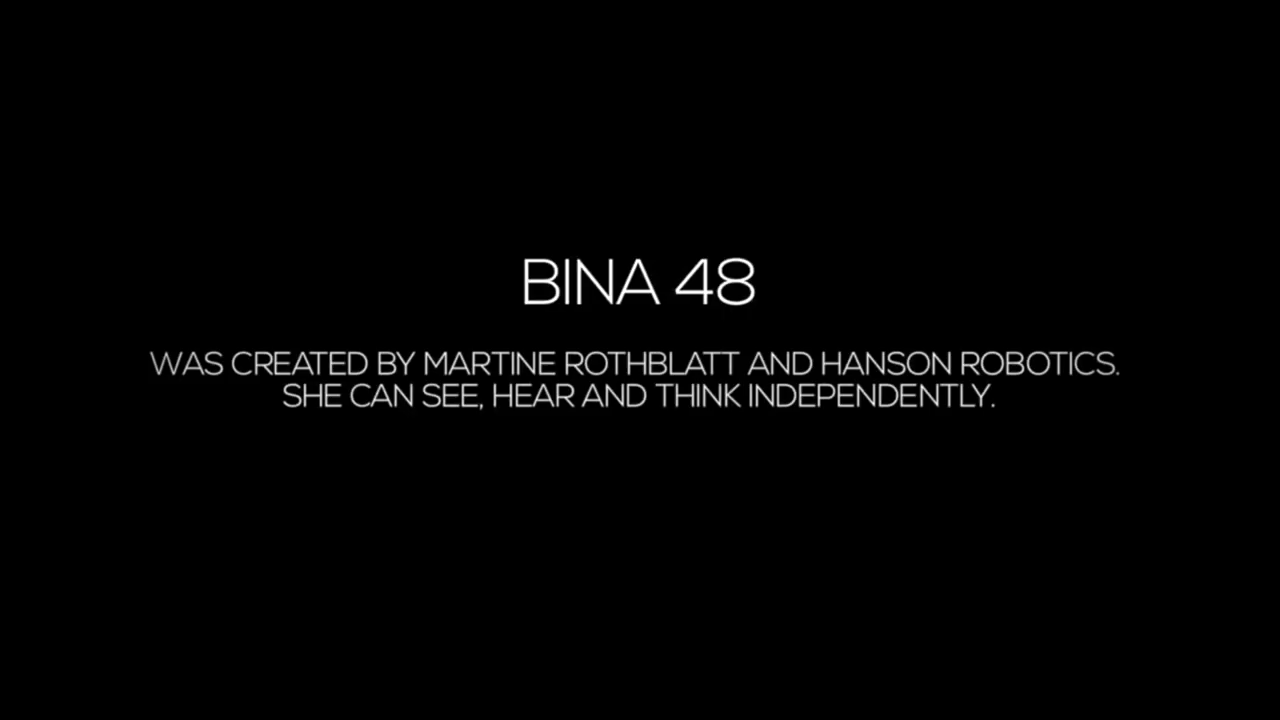 BINA 48
WAS CREATED BY MARTINE ROTHBLATT AND HANSON ROBOTICS.
SHE CAN SEE, HEAR AND THINK INDEPENDENTLY.